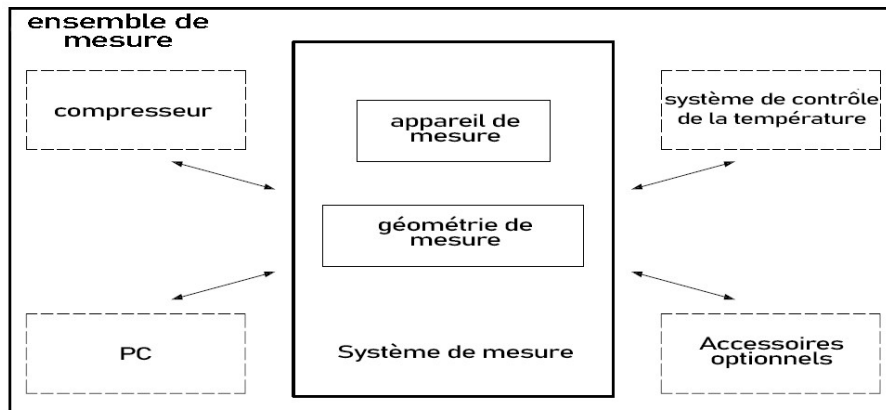 ensemble de
mesure
compresseur
appareil de
mesure
système de contrôle
de la température
géométrie de
mesure
PC
Système de mesure
Accessoires
optionnels